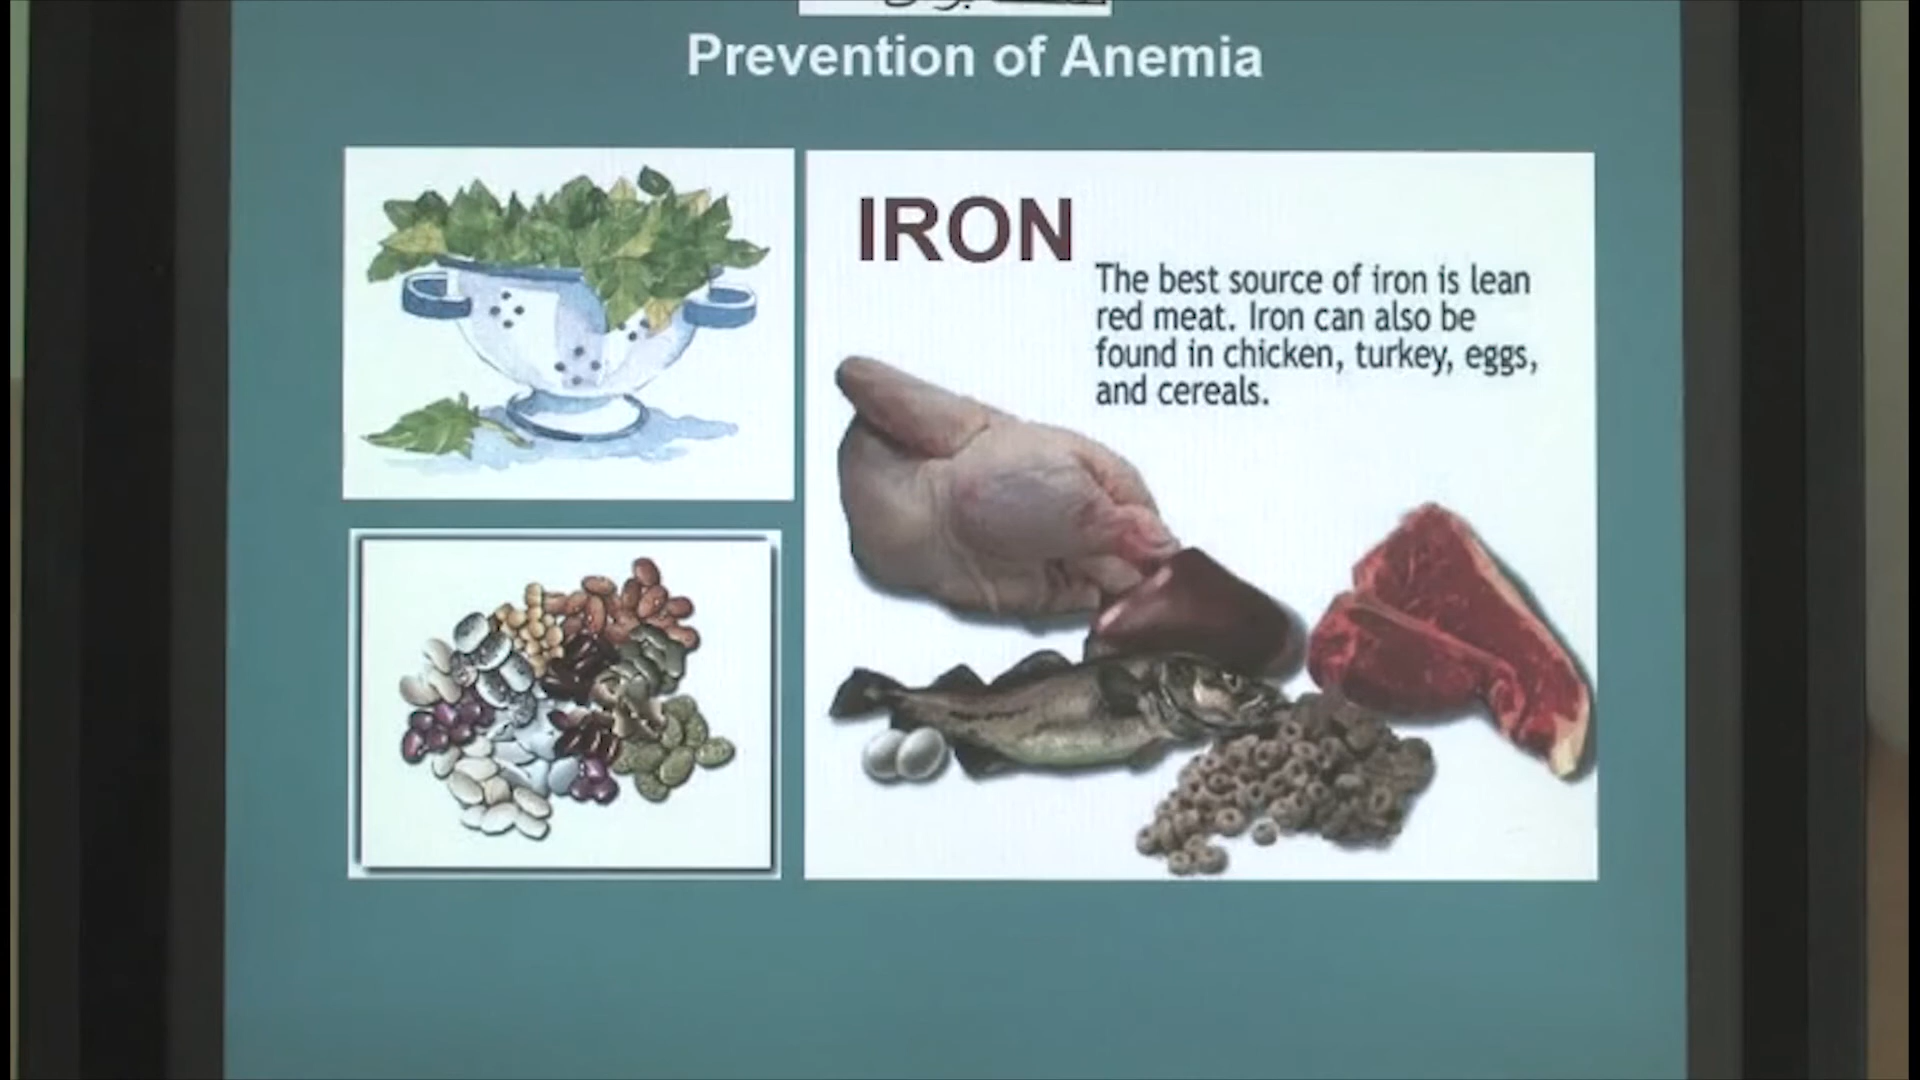 Prevention of Anemia
IRON
The best source of iron is lean
red meat. Iron can also be
found in chicken, turkey, eggs,
and cereals.